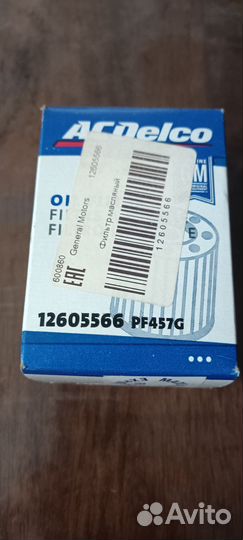 ACDelco
OI
FI
FI
E
M
600860
General Motors
12605566
Фильтр масляный
12605566
EAC
12605566 PF457G
Avito